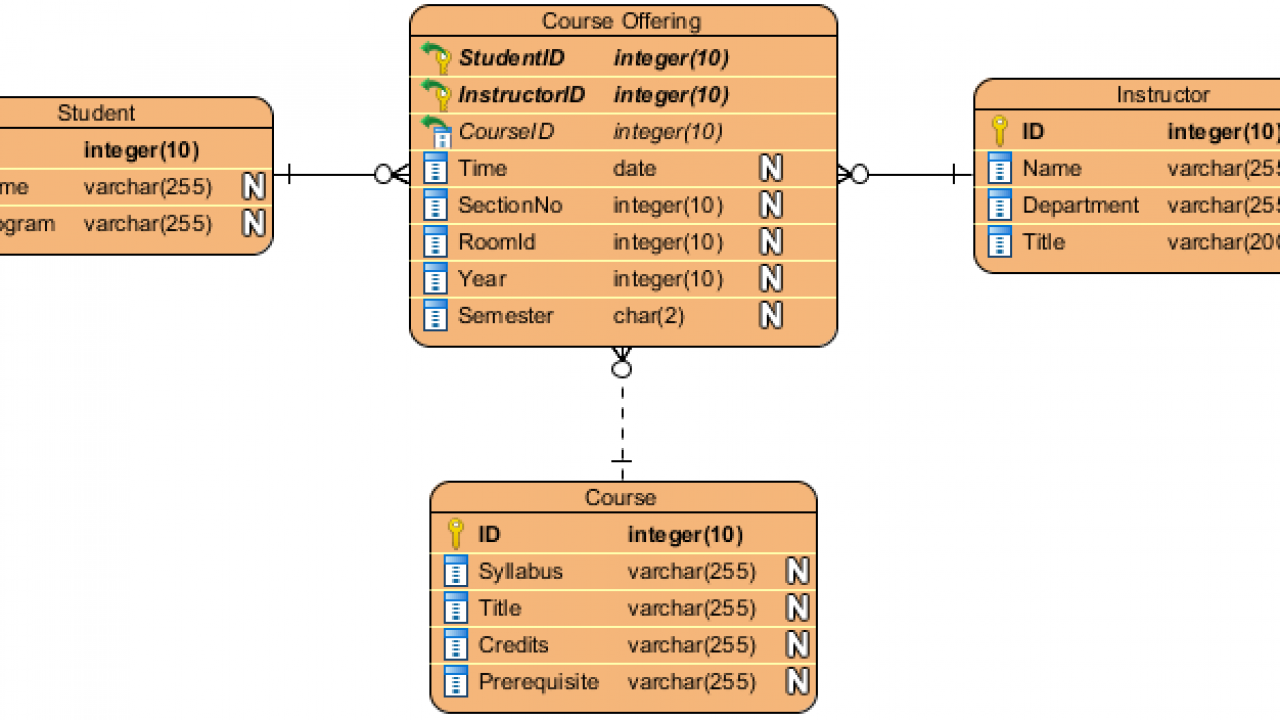 Course Offering
StudentID integer(10)
InstructorID integer(10)
CourseID integer(10)
Time date N
SectionNo integer(10) N
RoomId integer(10) N
Year integer(10) N
Semester char(2) N
Student
integer(10)
me varchar(255) N
ogram varchar(255) N
Instructor
ID integer(10)
Name varchar(25
Department varchar(25
Title varchar(20
Course
ID integer(10)
Syllabus varchar(255) N
Title varchar(255) N
Credits varchar(255) N
Prerequisite varchar(255) N